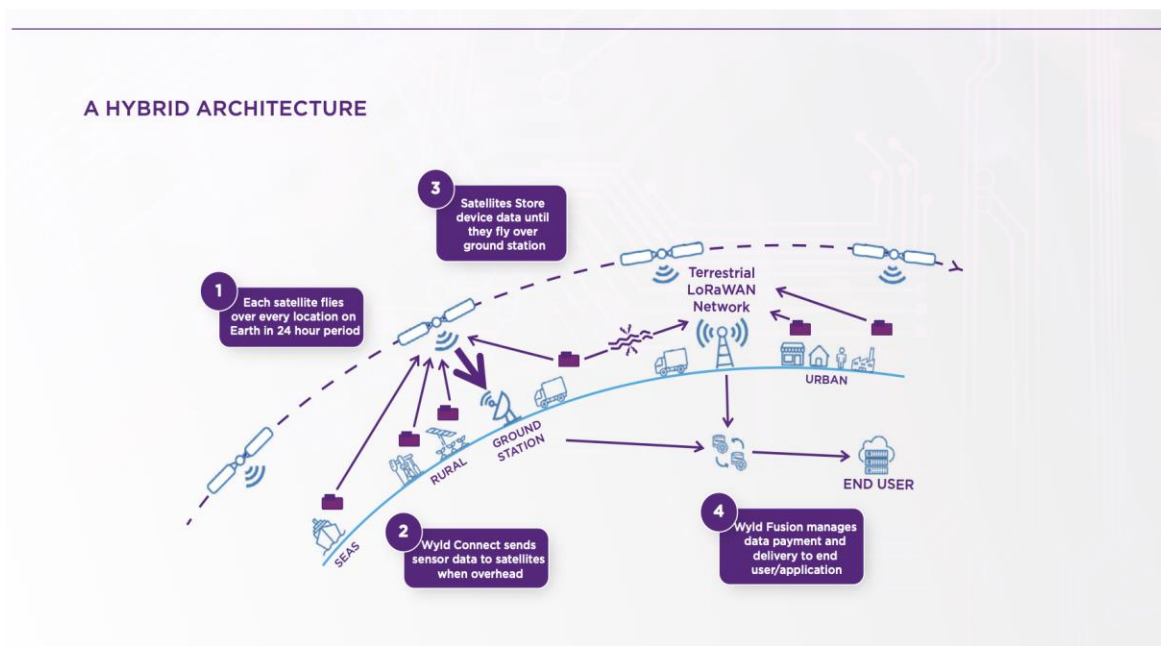 A HYBRID ARCHITECTURE
3
Satellites Store
device data until
they fly over
ground station
1
Each satellite flies
over every location on
Earth in 24 hour period
Terrestrial
LoRaWAN
Network
URBAN
GROUND
STATION
RURAL
SEAS
END USER
2
Wyld Connect sends
sensor data to satellites
when overhead
4
Wyld Fusion manages
data payment and
delivery to end
user/application